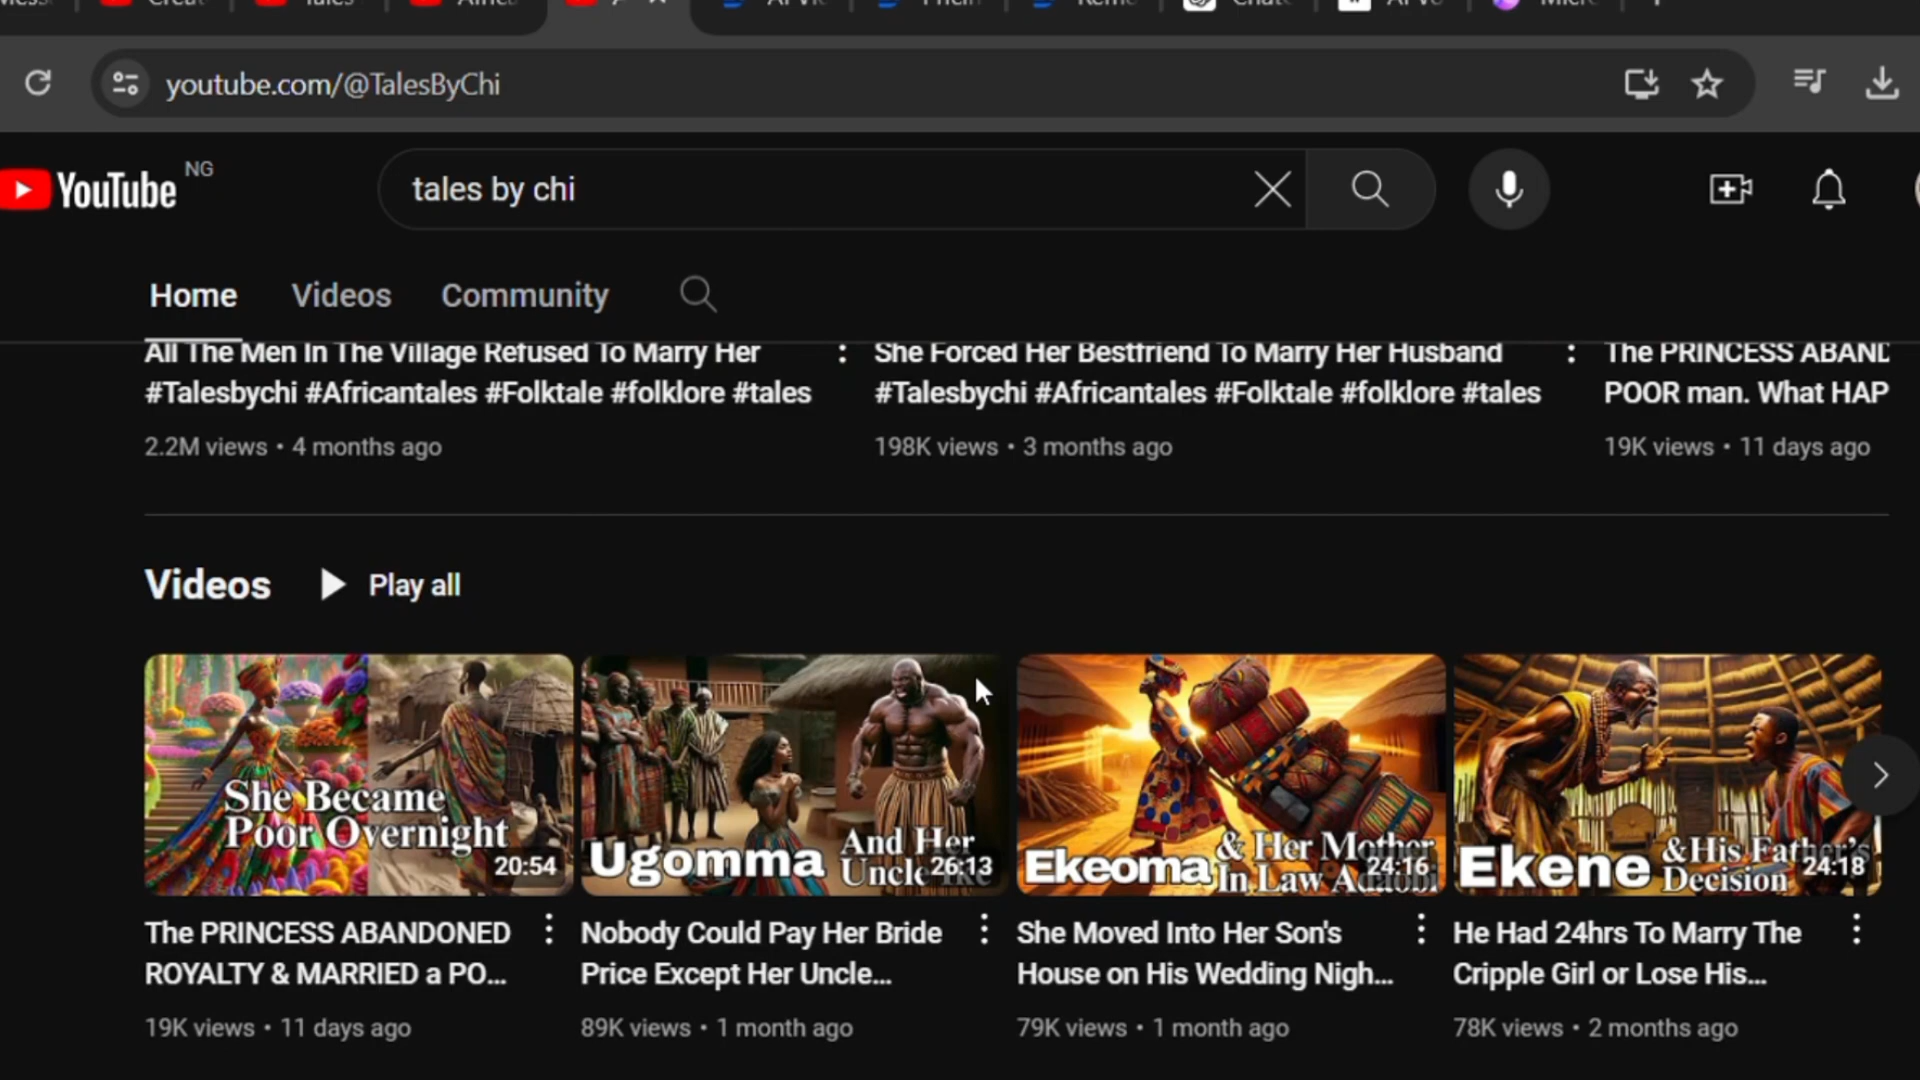 youtube.com/@TalesByChi
YouTube NG
tales by chi
Home Videos Community
All The Men In The Village Refused To Marry Her
#Talesbychi #Africantales #Folktale #folklore #tales
2.2M views • 4 months ago
She Forced Her Bestfriend To Marry Her Husband
#Talesbychi #Africantales #Folktale #folklore #tales
198K views • 3 months ago
The PRINCESS ABAND
POOR man. What HAP
19K views • 11 days ago
Videos Play all
She Became
Poor Overnight
20:54
The PRINCESS ABANDONED
ROYALTY & MARRIED a PO...
19K views • 11 days ago
Ugomma And Her
Uncle
26:13
Nobody Could Pay Her Bride
Price Except Her Uncle...
89K views • 1 month ago
Ekeoma & Her Mother
In Law Adaobi
24:16
She Moved Into Her Son's
House on His Wedding Nigh...
79K views • 1 month ago
Ekene & His Father's
Decision
24:18
He Had 24hrs To Marry The
Cripple Girl or Lose His...
78K views • 2 months ago